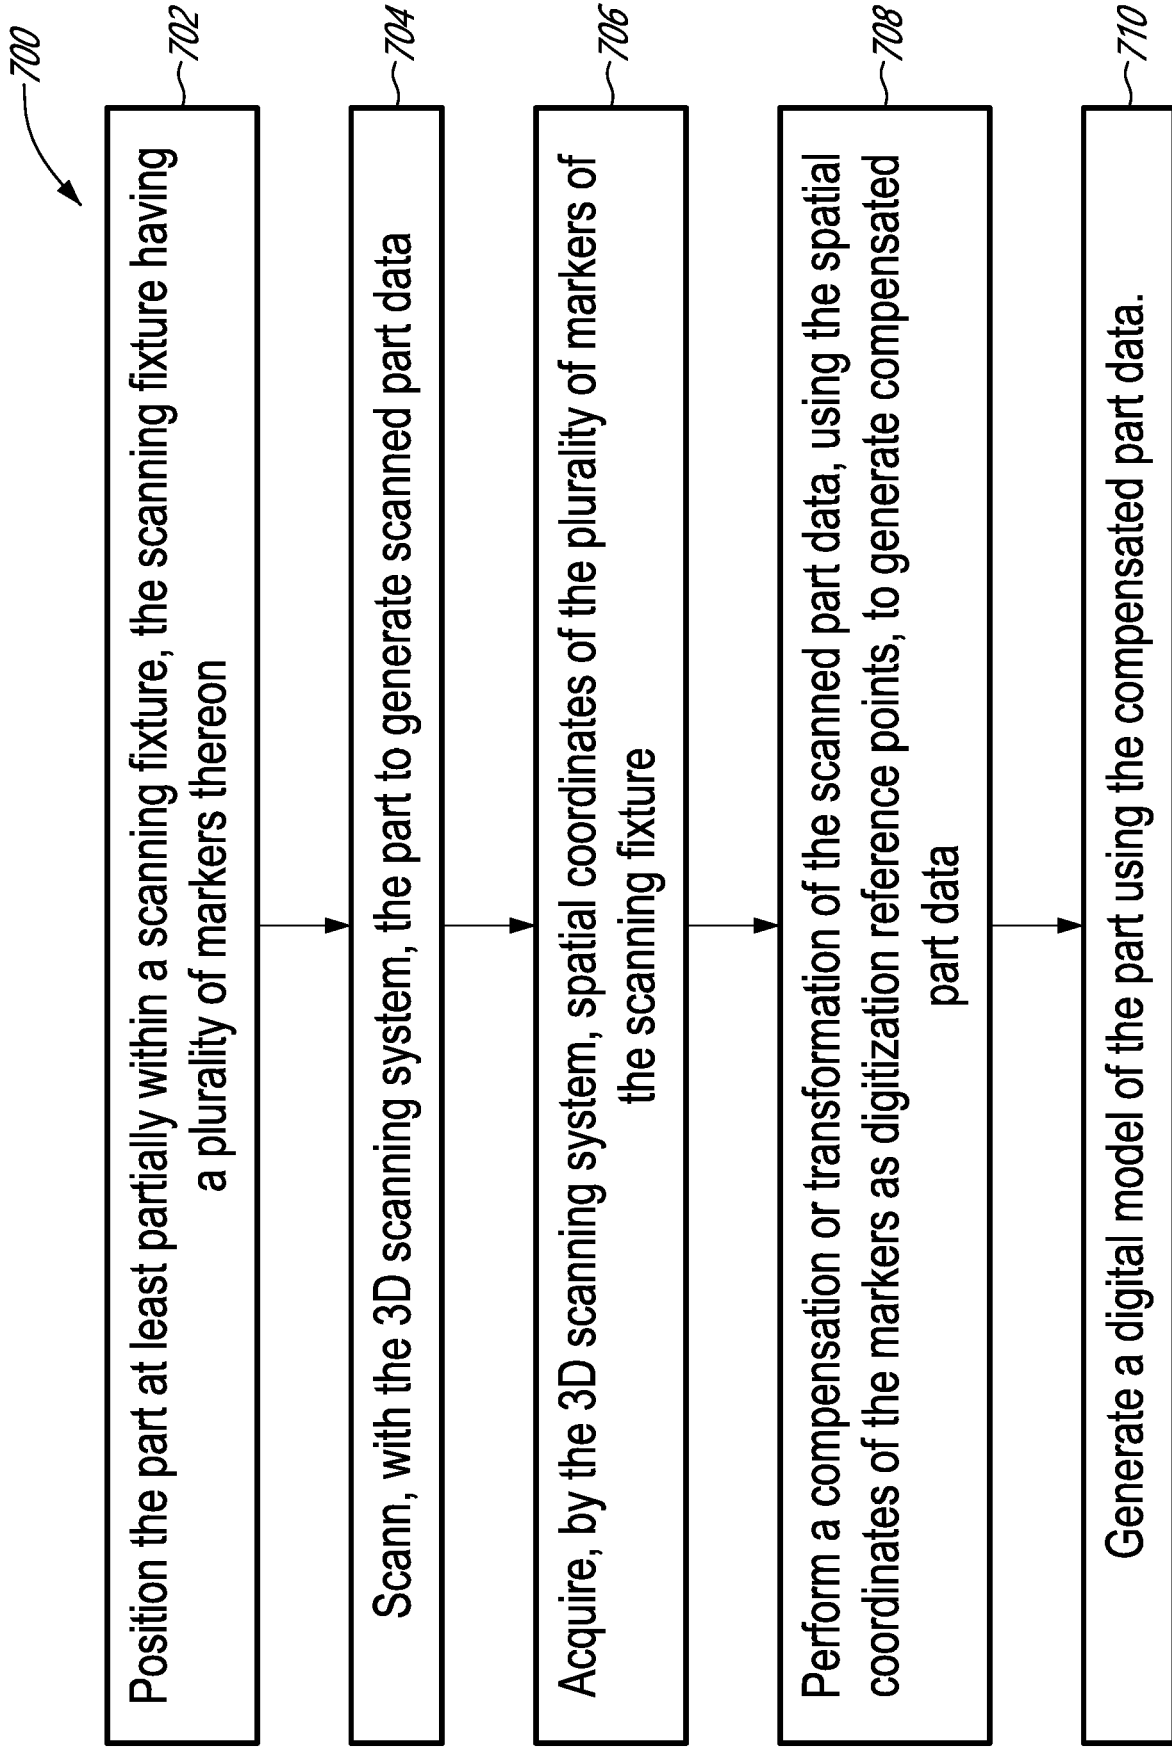 700
Position the part at least partially within a scanning fixture, the scanning fixture having
a plurality of markers thereon
702
Scann, with the 3D scanning system, the part to generate scanned part data
704
Acquire, by the 3D scanning system, spatial coordinates of the plurality of markers of
the scanning fixture
706
Perform a compensation or transformation of the scanned part data, using the spatial
coordinates of the markers as digitization reference points, to generate compensated
part data
708
Generate a digital model of the part using the compensated part data.
710